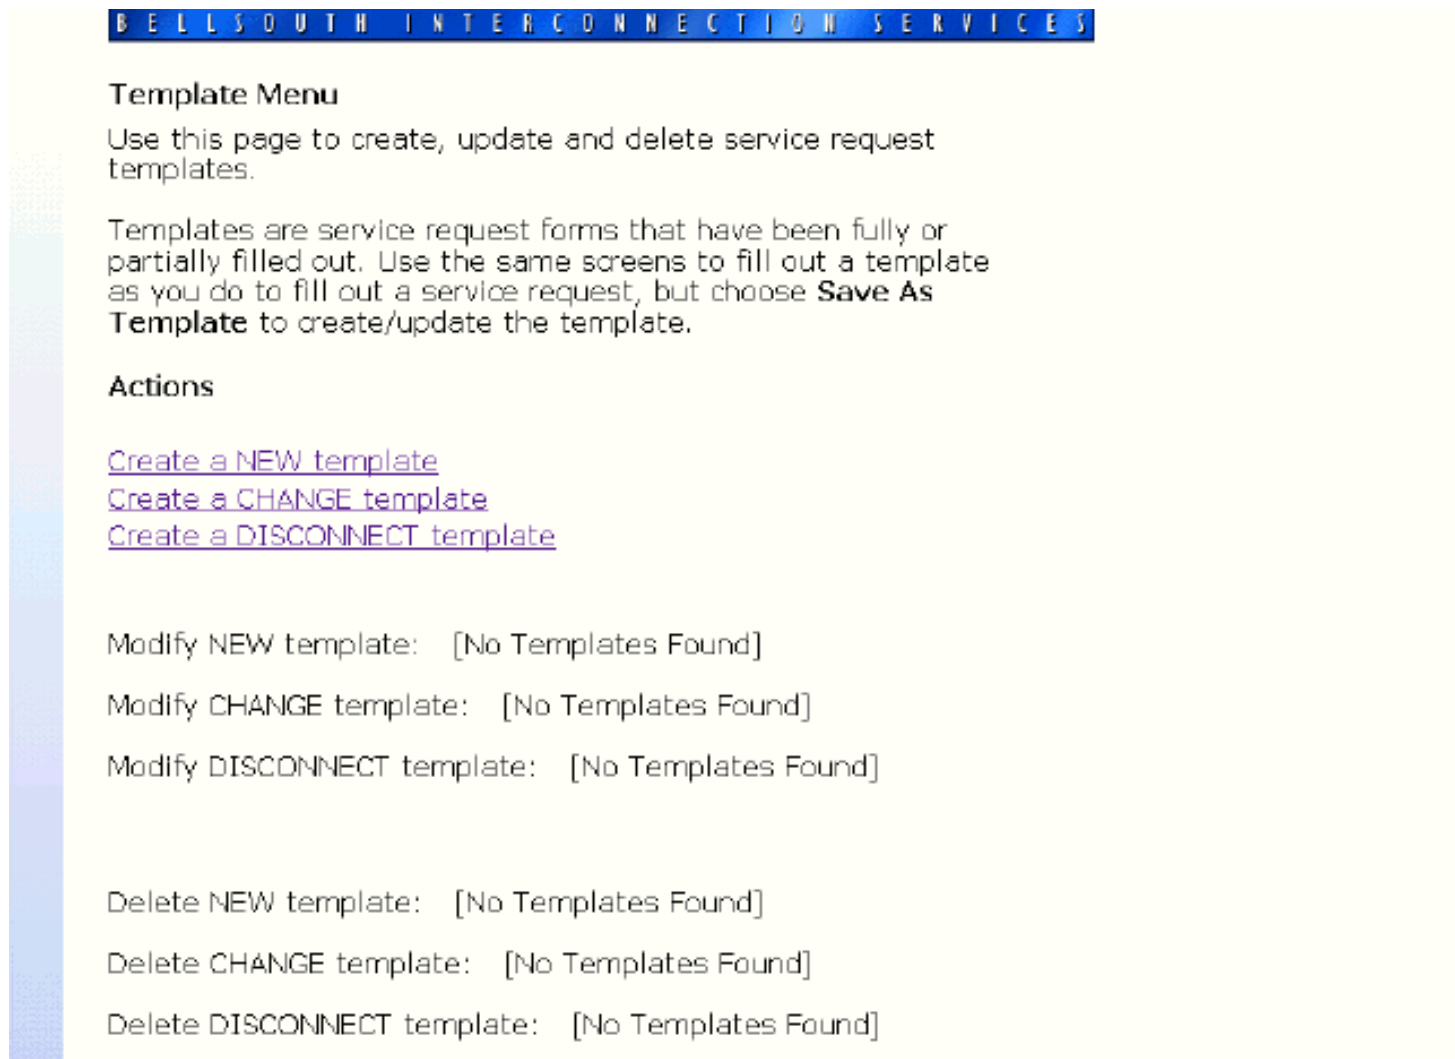 BELLSOUTH INTERCONNECTION SERVICES
Template Menu
Use this page to create, update and delete service request
templates.
Templates are service request forms that have been fully or
partially filled out. Use the same screens to fill out a template
as you do to fill out a service request, but choose Save As
Template to create/update the template.
Actions
Create a NEW template
Create a CHANGE template
Create a DISCONNECT template
Modify NEW template: [No Templates Found]
Modify CHANGE template: [No Templates Found]
Modify DISCONNECT template: [No Templates Found]
Delete NEW template: [No Templates Found]
Delete CHANGE template: [No Templates Found]
Delete DISCONNECT template: [No Templates Found]